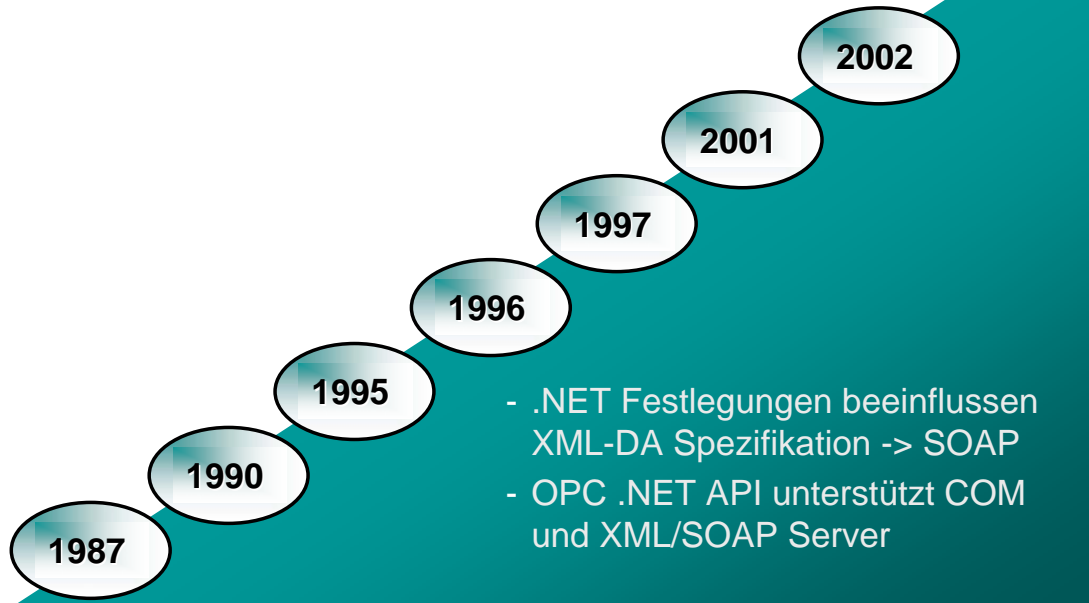 2002
2001
1997
1996
1995
1990
1987
- .NET Festlegungen beeinflussen
XML-DA Spezifikation -> SOAP
- OPC .NET API unterstützt COM
und XML/SOAP Server